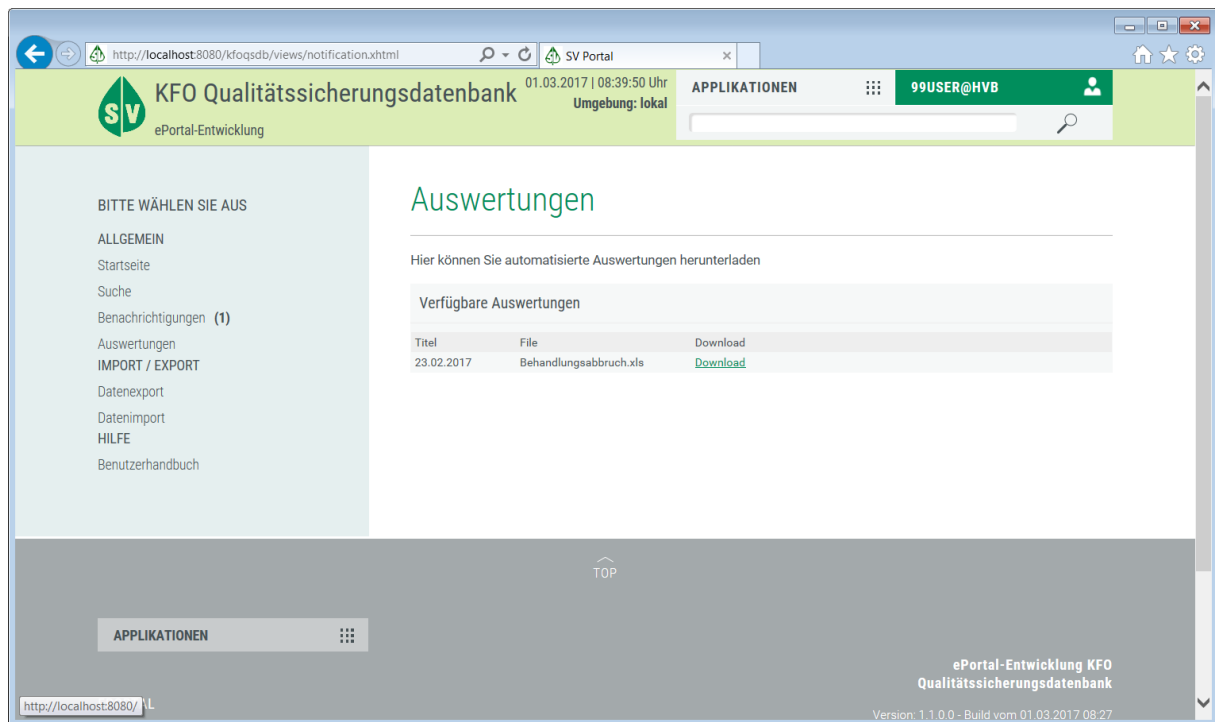 http://localhost:8080/kfoqsdb/views/notification.xhtml
SV Portal
SV
KFO Qualitätssicherungsdatenbank
ePortal-Entwicklung
01.03.2017 | 08:39:50 Uhr
Umgebung: lokal
APPLIKATIONEN
99USER@HVB
BITTE WÄHLEN SIE AUS
ALLGEMEIN
Startseite
Suche
Benachrichtigungen (1)
Auswertungen
IMPORT / EXPORT
Datenexport
Datenimport
HILFE
Benutzerhandbuch
Auswertungen
Hier können Sie automatisierte Auswertungen herunterladen
Verfügbare Auswertungen
Titel File Download
23.02.2017 Behandlungsabbruch.xls Download
TOP
APPLIKATIONEN
ePortal-Entwicklung KFO
Qualitätssicherungsdatenbank
Version: 1.1.0.0 - Build vom 01.03.2017 08:27
http://localhost:8080/